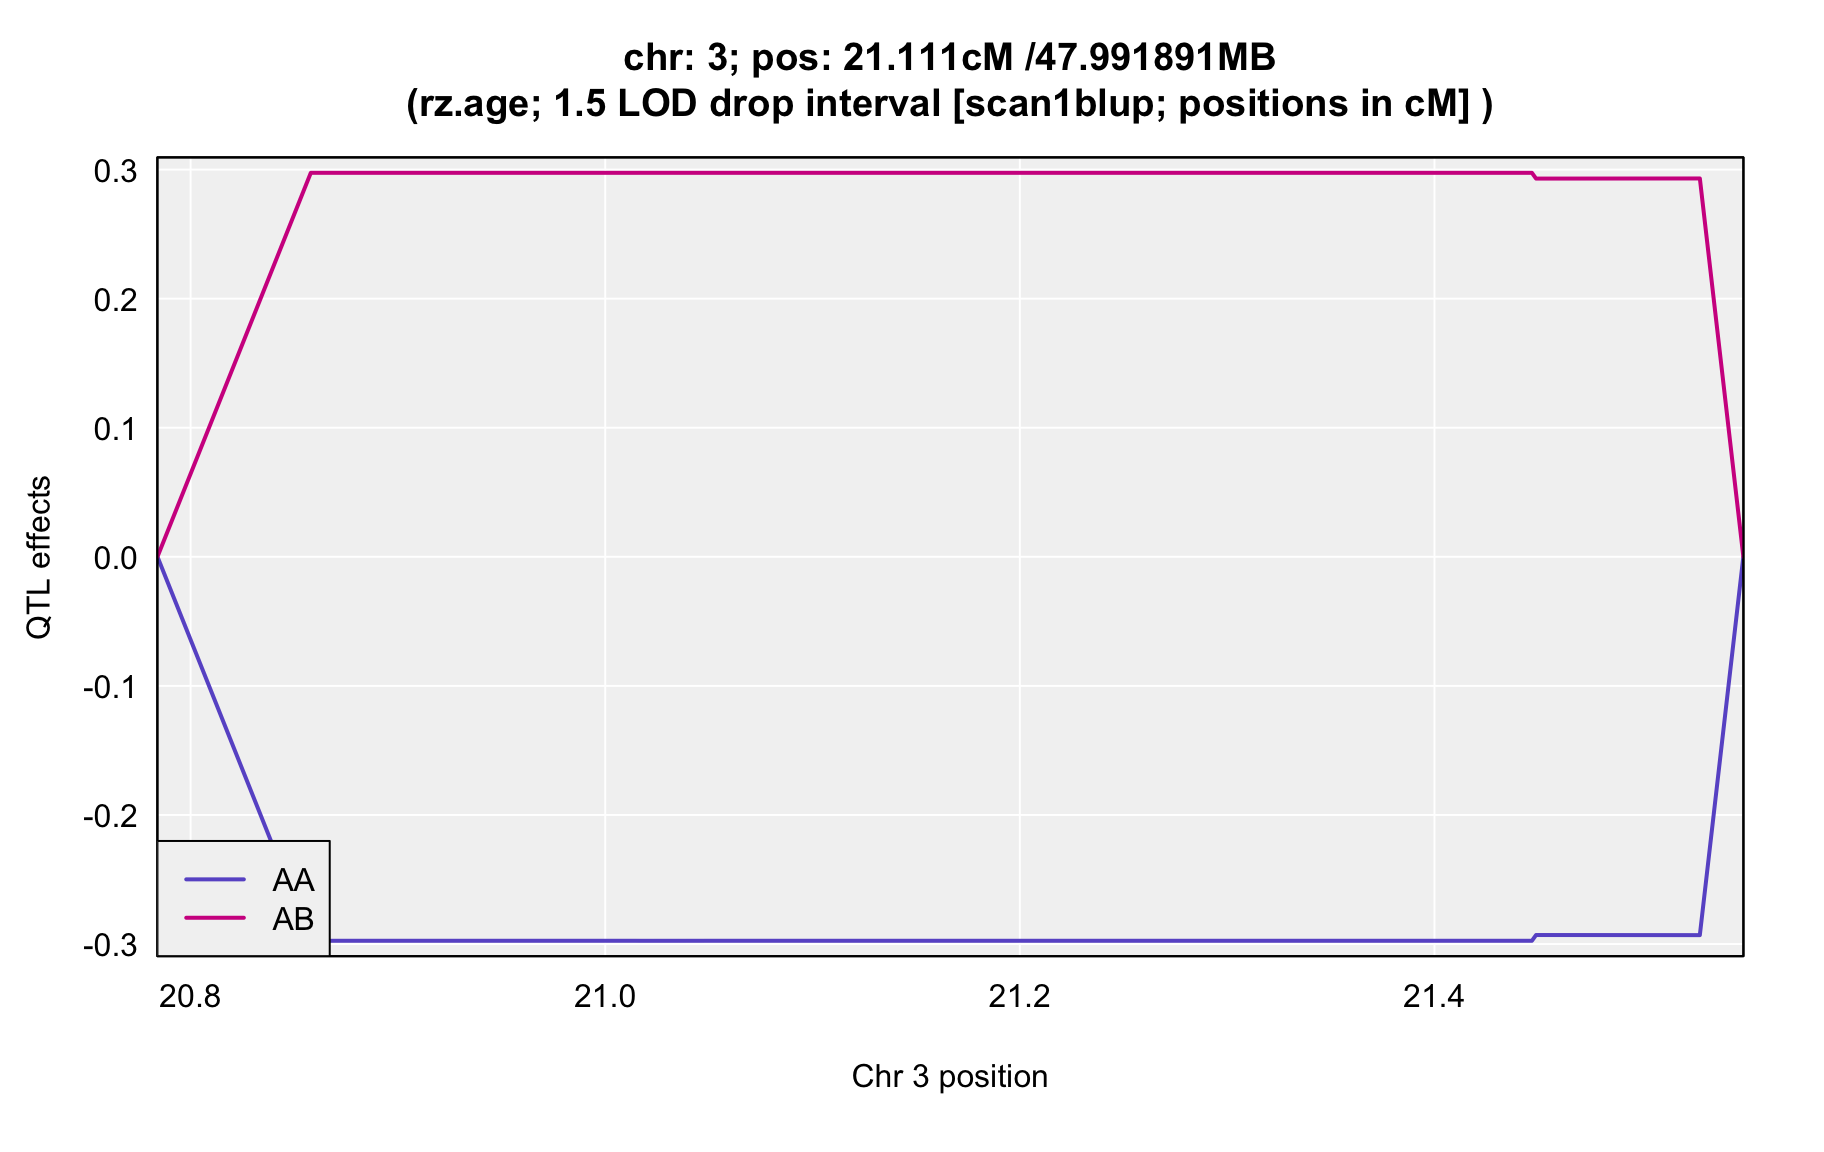 chr: 3; pos: 21.111cM /47.991891MB
(rz.age; 1.5 LOD drop interval [scan1blup; positions in cM] )
0.3
0.2
0.1
0.0
-0.1
-0.2
-0.3
QTL effects
AA
AB
20.8 21.0 21.2 21.4
Chr 3 position